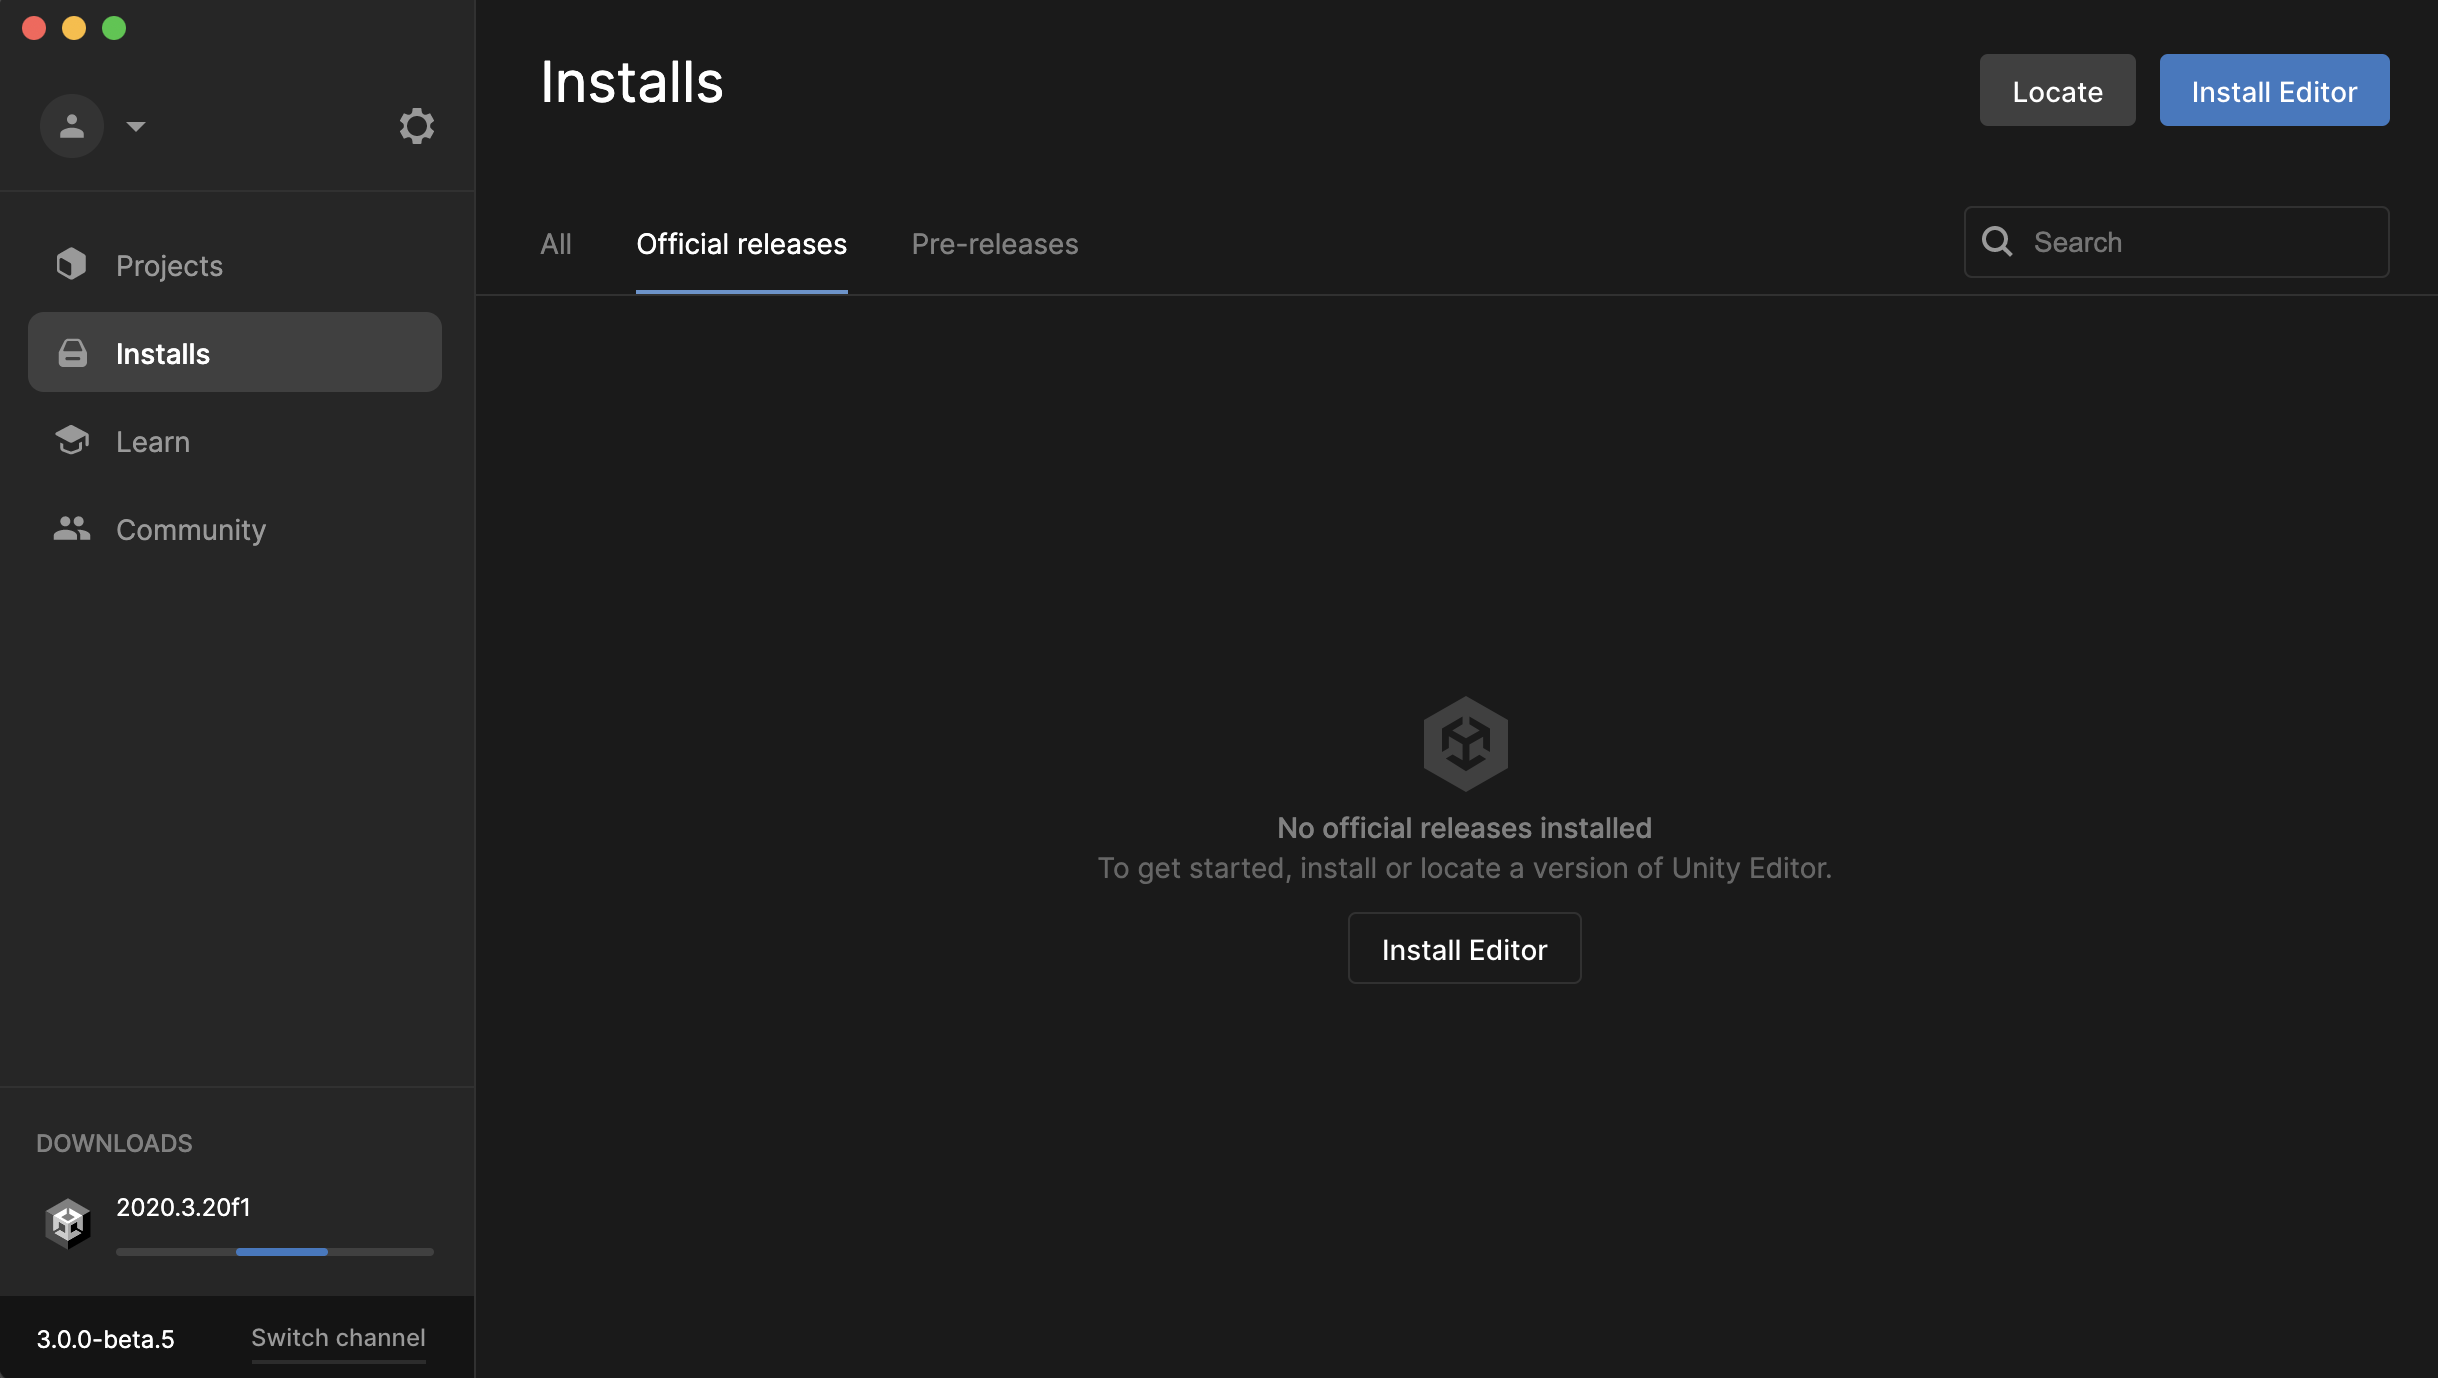 Installs
Locate
Install Editor
Projects
Installs
Learn
Community
All
Official releases
Pre-releases
Search
No official releases installed
To get started, install or locate a version of Unity Editor.
Install Editor
DOWNLOADS
2020.3.20f1
3.0.0-beta.5
Switch channel